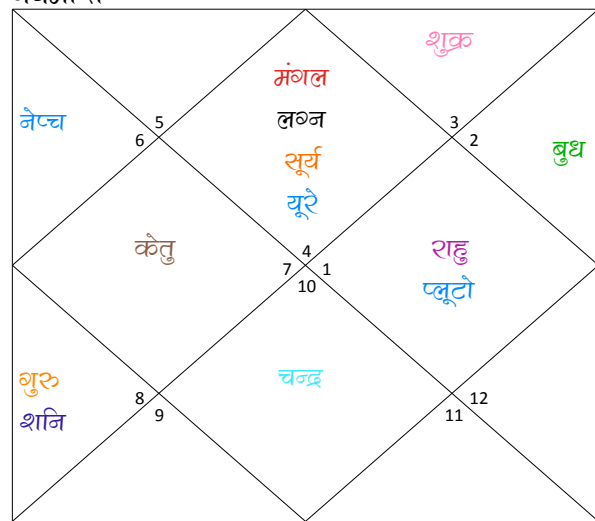 शुक्र
मंगल
लग्न
सूर्य
यूरे
नेप्च
5
6
3
2
बुध
केतु
4
7 1
10
राहु
प्लूटो
गुरु
शनि
चन्द्र
8
9
12
11